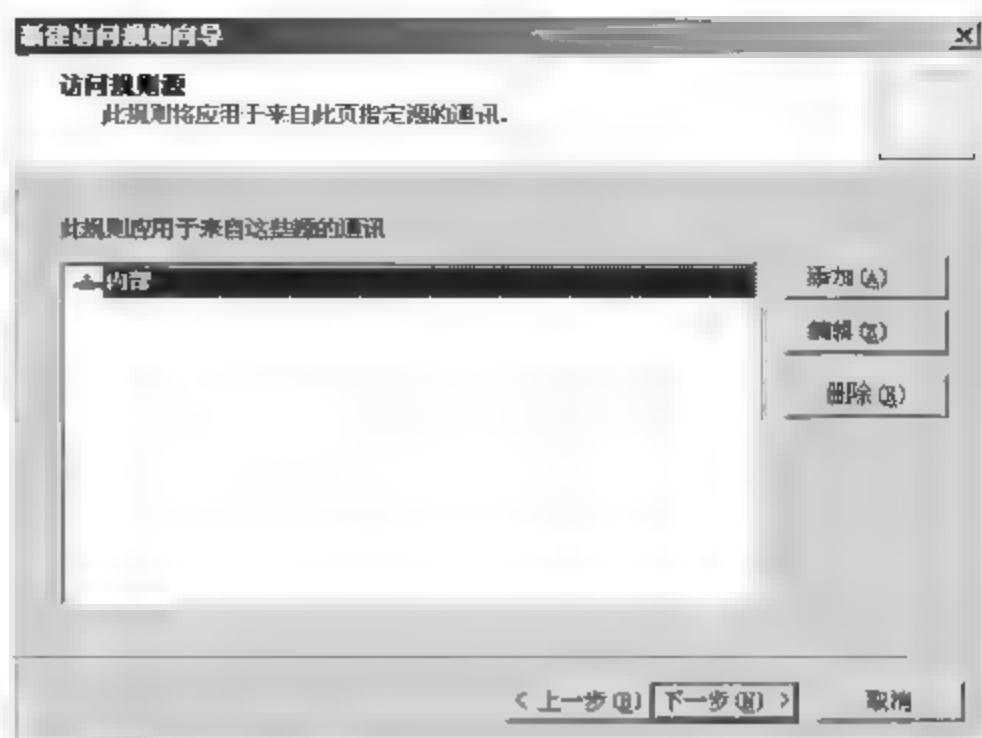 新建访问规则向导
访问规则源
此规则将应用于来自此页指定源的通讯。
此规则应用于来自这些源的通讯
内部
添加(A)
编辑(E)
删除(R)
< 上一步(B)
下一步(N) >
取消